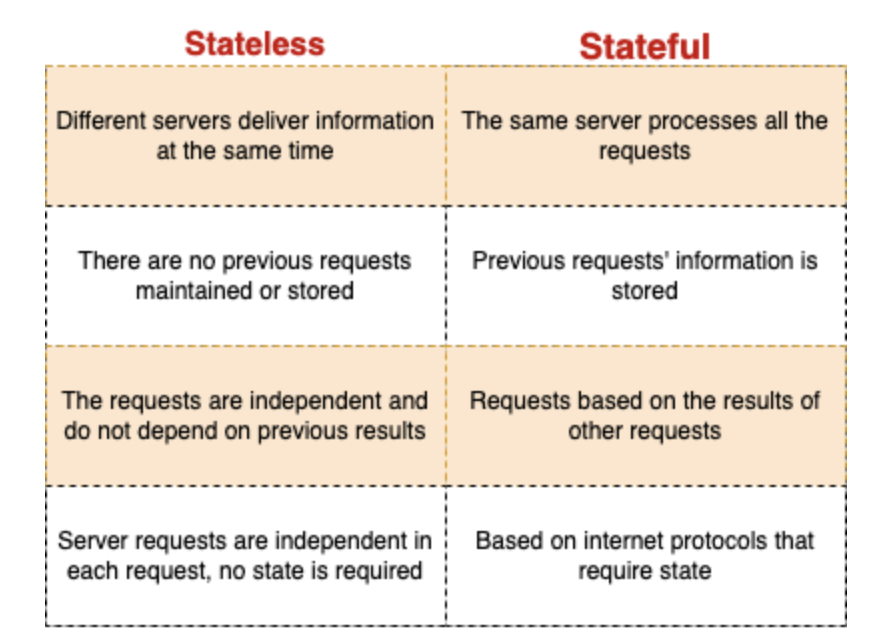 Stateless
Stateful
Different servers deliver information
at the same time
The same server processes all the
requests
There are no previous requests
maintained or stored
Previous requests' information is
stored
The requests are independent and
do not depend on previous results
Requests based on the results of
other requests
Server requests are independent in
each request, no state is required
Based on internet protocols that
require state